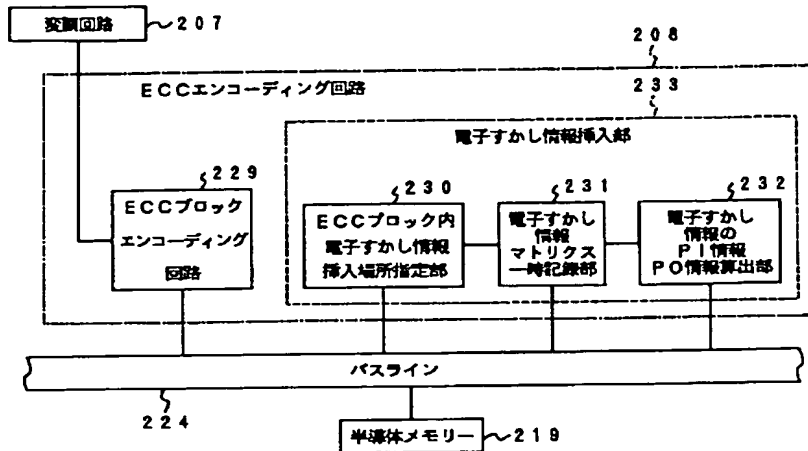 変調回路
207
208
ECCエンコーディング回路
233
電子すかし情報挿入部
229
ECCブロック
エンコーディング
回路
230
ECCブロック内
電子すかし情報
挿入場所指定部
231
電子すかし
情報
マトリクス
一時記録部
232
電子すかし
情報の
PI情報
PO情報算出部
バスライン
224
半導体メモリー
219